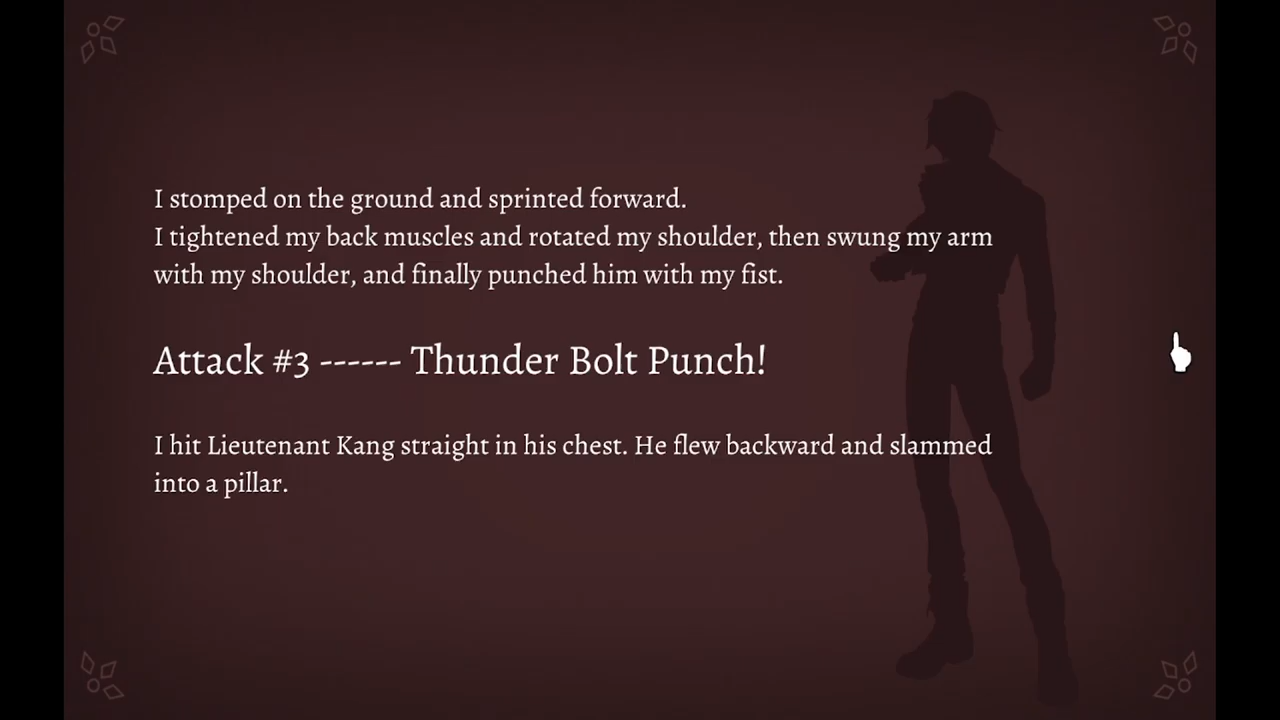 I stomped on the ground and sprinted forward.
I tightened my back muscles and rotated my shoulder, then swung my arm
with my shoulder, and finally punched him with my fist.
Attack #3 ------ Thunder Bolt Punch!
I hit Lieutenant Kang straight in his chest. He flew backward and slammed
into a pillar.